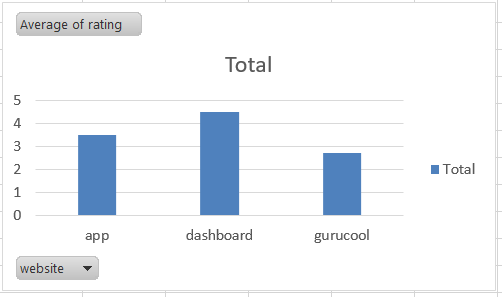 Average of rating
Total
5
4
3
2
1
0
app dashboard gurucool
Total
website